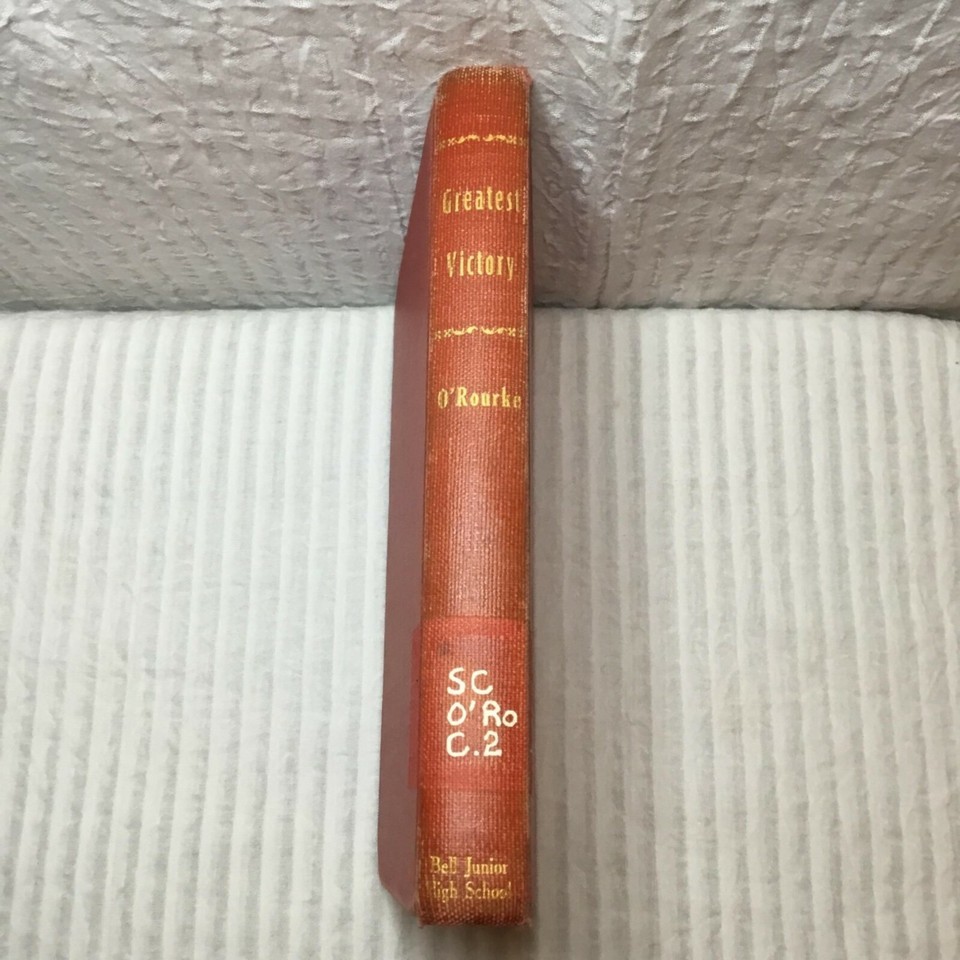 Greatest
Victory
O'Rourke
SC
O'Ro
C.2
Bell Junior
High School